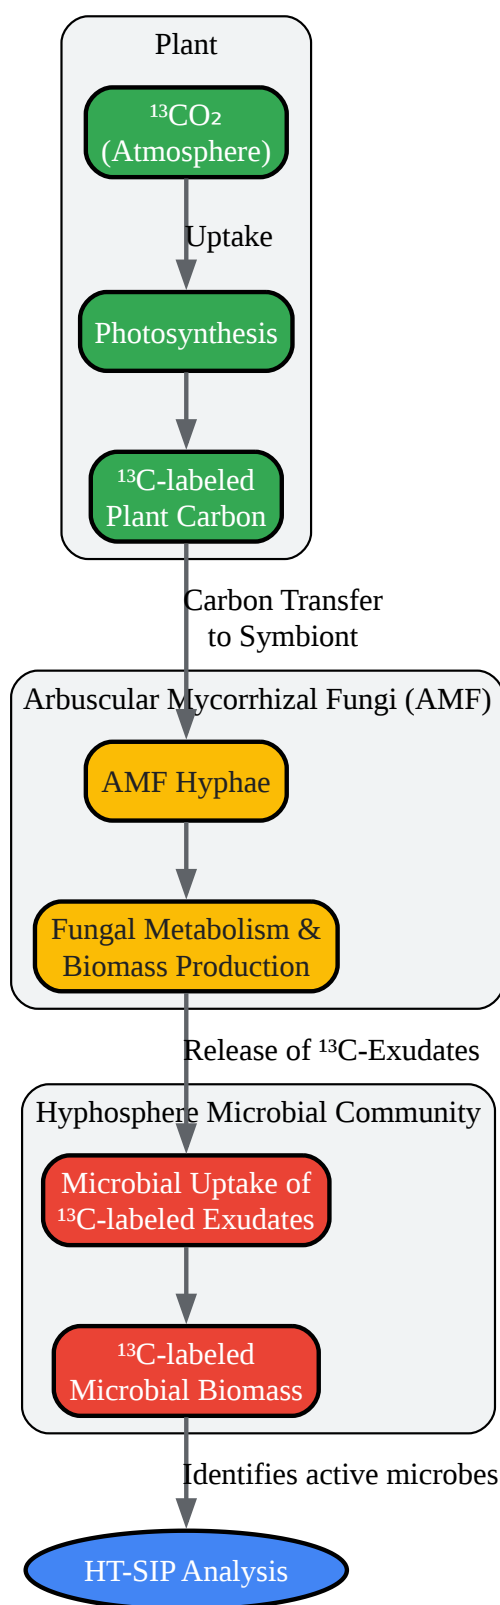 Plant
¹³CO₂
(Atmosphere)
Uptake
Photosynthesis
¹³C-labeled
Plant Carbon
Carbon Transfer
to Symbiont
Arbuscular Mycorrhizal Fungi (AMF)
AMF Hyphae
Fungal Metabolism &
Biomass Production
Release of ¹³C-Exudates
Hyphosphere Microbial Community
Microbial Uptake of
¹³C-labeled Exudates
¹³C-labeled
Microbial Biomass
Identifies active microbes
HT-SIP Analysis